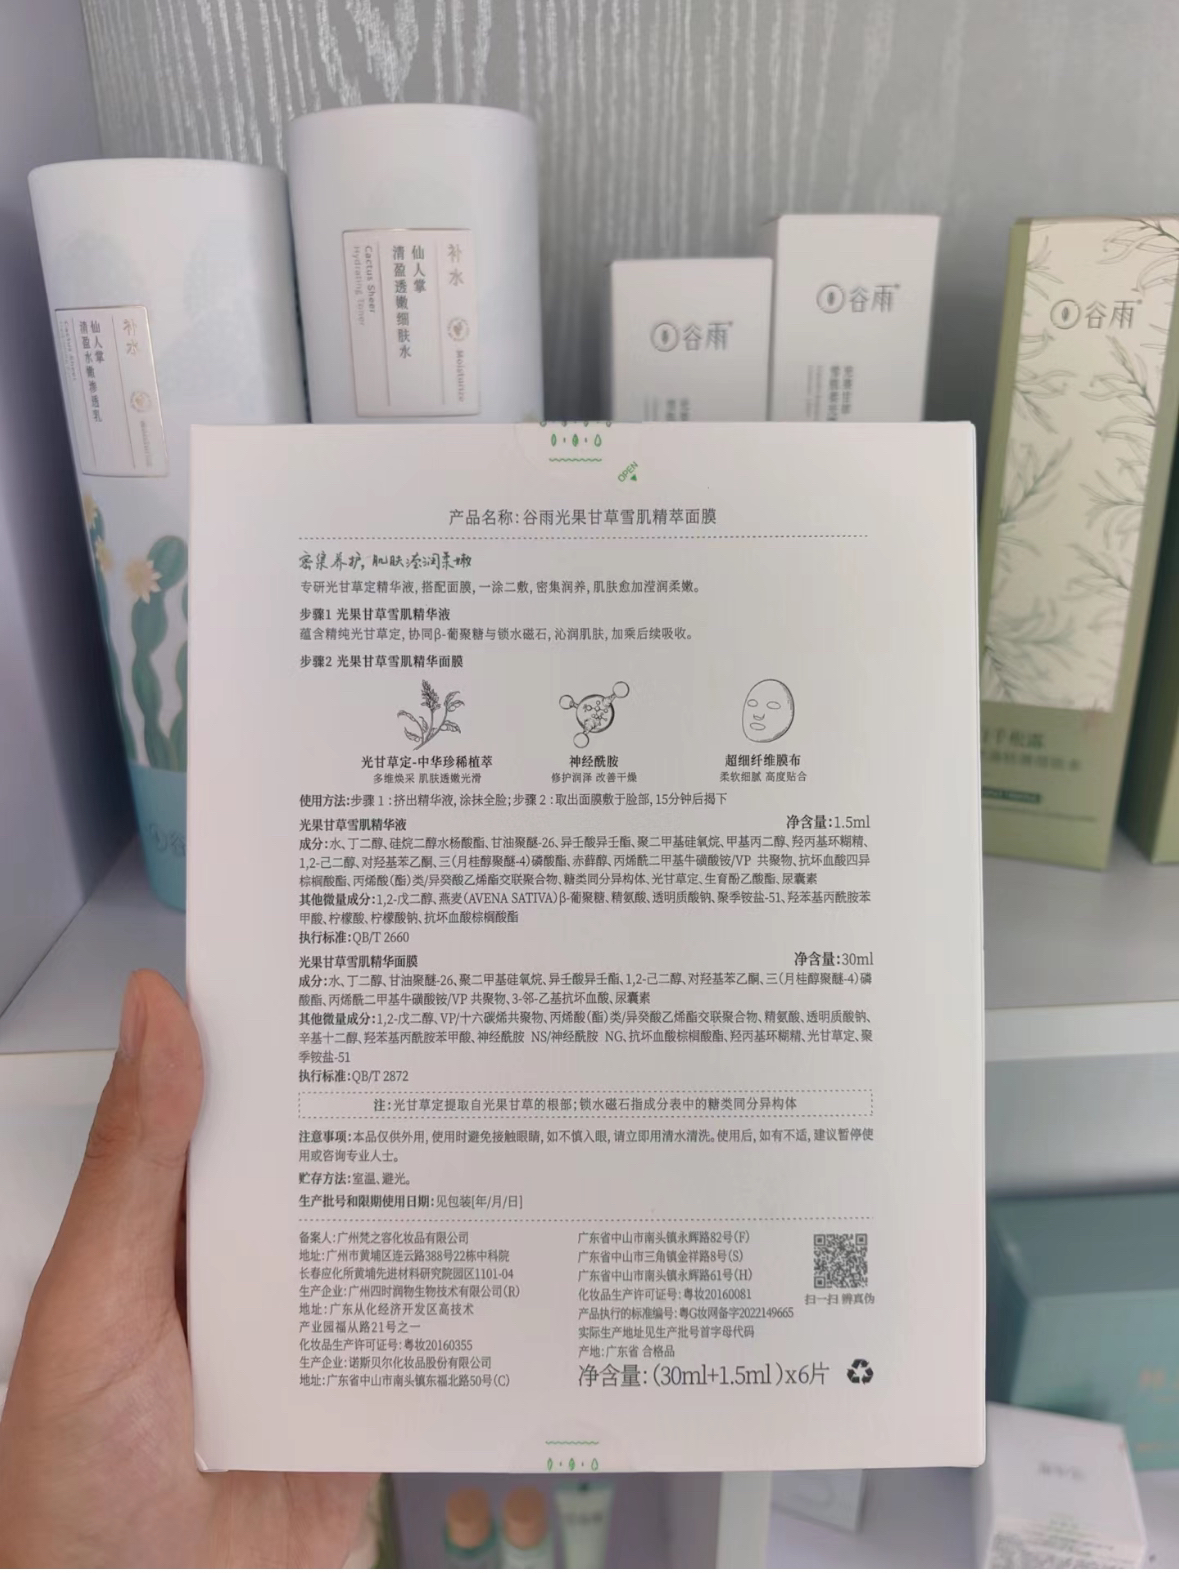 补水
仙人掌
清盈水嫩渗透乳
补水
Moisturize
仙人掌
清盈透嫩细肤水
Cactus Sheer
Hydrating Toner
谷雨
谷雨
谷雨
OPEN
产品名称:谷雨光果甘草雪肌精萃面膜
密集养护,肌肤滢润柔嫩
专研光甘草定精华液,搭配面膜,一涂二敷,密集润养,肌肤愈加滢润柔嫩。
步骤1 光果甘草雪肌精华液
蕴含精纯光甘草定,协同β-葡聚糖与锁水磁石,沁润肌肤,加乘后续吸收。
步骤2 光果甘草雪肌精华面膜
光甘草定-中华珍稀植萃 神经酰胺 超细纤维膜布
多维焕采 肌肤透嫩光滑 修护润泽 改善干燥 柔软细腻 高度贴合
使用方法:步骤 1 :挤出精华液,涂抹全脸;步骤 2 :取出面膜敷于脸部,15分钟后揭下
光果甘草雪肌精华液 净含量:1.5ml
成分:水、丁二醇、硅烷二醇水杨酸酯、甘油聚醚-26、异壬酸异壬酯、聚二甲基硅氧烷、甲基丙二醇、羟丙基环糊精、
1,2-己二醇、对羟基苯乙酮、三(月桂醇聚醚-4)磷酸酯、赤藓醇、丙烯酰二甲基牛磺酸铵/VP 共聚物、抗坏血酸四异
棕榈酸酯、丙烯酸(酯)类/异癸酸乙烯酯交联聚合物、糖类同分异构体、光甘草定、生育酚乙酸酯、尿囊素
其他微量成分:1,2-戊二醇、燕麦(AVENA SATIVA)β-葡聚糖、精氨酸、透明质酸钠、聚季铵盐-51、羟苯基丙酰胺苯
甲酸、柠檬酸、柠檬酸钠、抗坏血酸棕榈酸酯
执行标准:QB/T 2660
光果甘草雪肌精华面膜 净含量:30ml
成分:水、丁二醇、甘油聚醚-26、聚二甲基硅氧烷、异壬酸异壬酯、1,2-己二醇、对羟基苯乙酮、三(月桂醇聚醚-4)磷
酸酯、丙烯酰二甲基牛磺酸铵/VP 共聚物、3-邻-乙基抗坏血酸、尿囊素
其他微量成分:1,2-戊二醇、VP/十六碳烯共聚物、丙烯酸(酯)类/异癸酸乙烯酯交联聚合物、精氨酸、透明质酸钠、
辛基十二醇、羟苯基丙酰胺苯甲酸、神经酰胺 NS/神经酰胺 NG、抗坏血酸棕榈酸酯、羟丙基环糊精、光甘草定、聚
季铵盐-51
执行标准:QB/T 2872
注:光甘草定提取自光果甘草的根部;锁水磁石指成分表中的糖类同分异构体
注意事项:本品仅供外用,使用时避免接触眼睛,如不慎入眼,请立即用清水清洗。使用后,如有不适,建议暂停使
用或咨询专业人士。
贮存方法:室温、避光。
生产批号和限期使用日期:见包装[年/月/日]
备案人:广州梵之容化妆品有限公司
地址:广州市黄埔区连云路388号22栋中科院
长春应化所黄埔先进材料研究院园区1101-04
生产企业:广州四时润物生物技术有限公司(R)
地址:广东从化经济开发区高技术
产业园福从路21号之一
化妆品生产许可证号:粤妆20160355
生产企业:诺斯贝尔化妆品股份有限公司
地址:广东省中山市南头镇东福北路50号(C)
广东省中山市南头镇永辉路82号(F)
广东省中山市三角镇金祥路8号(S)
广东省中山市南头镇永辉路61号(H)
化妆品生产许可证号:粤妆20160081
产品执行的标准编号:粤G妆网备字2022149665
实际生产地址见生产批号首字母代码
产地:广东省 合格品
净含量:(30ml+1.5ml)x6片
扫一扫 辨真伪